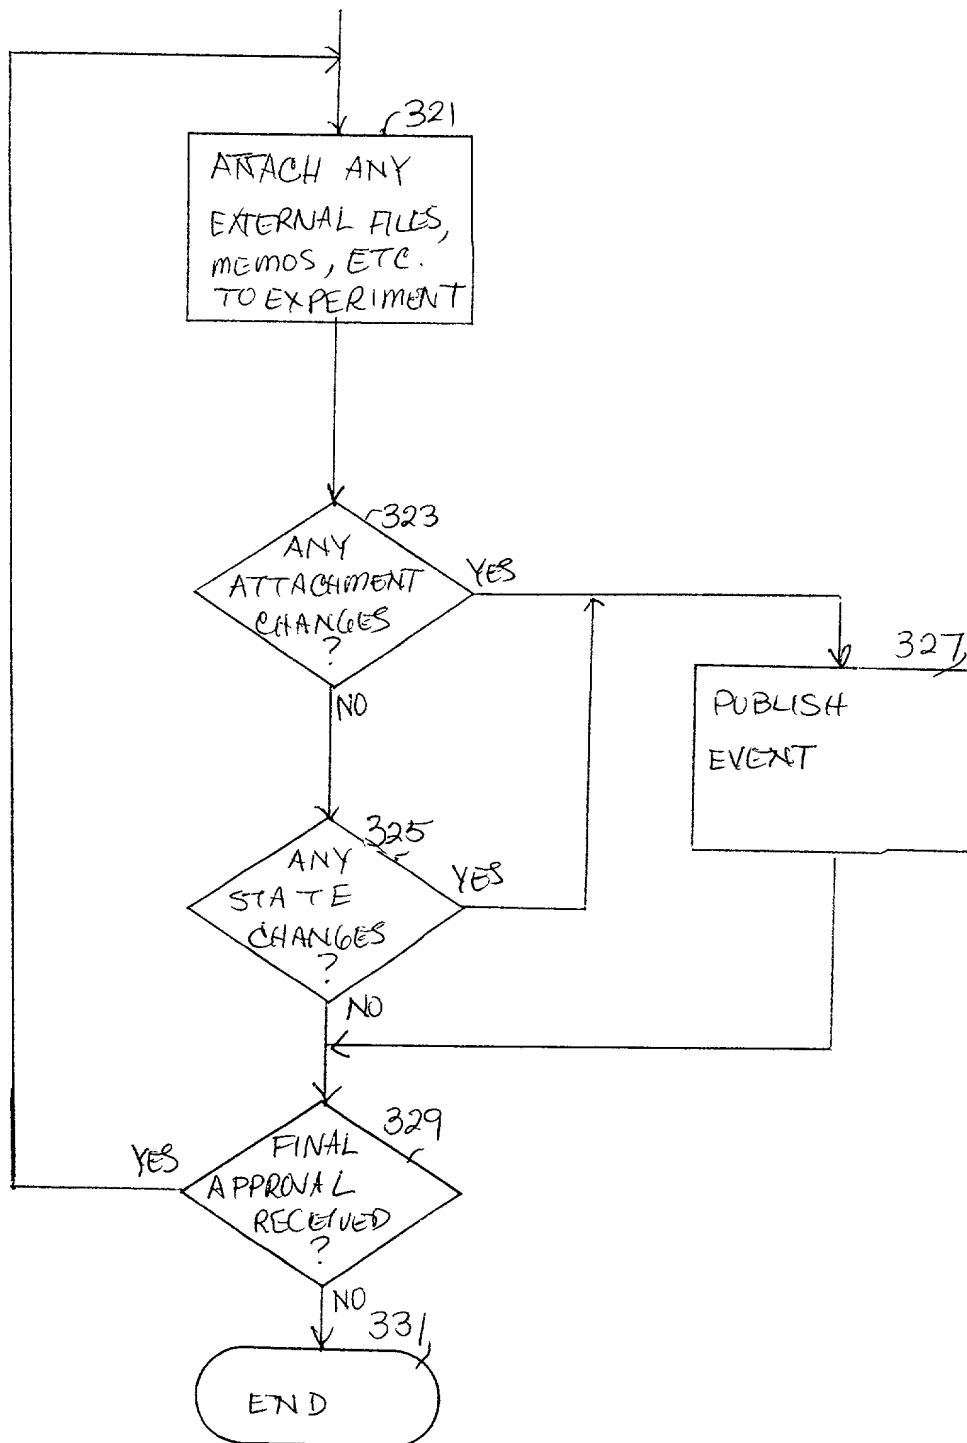 321
ATTACH ANY
EXTERNAL FILES,
MEMOS, ETC.
TO EXPERIMENT
323
ANY
ATTACHMENT
CHANGES
?
YES
NO
327
PUBLISH
EVENT
325
ANY
STATE
CHANGES
?
YES
NO
329
FINAL
APPROVAL
RECEIVED
?
YES
NO
331
END